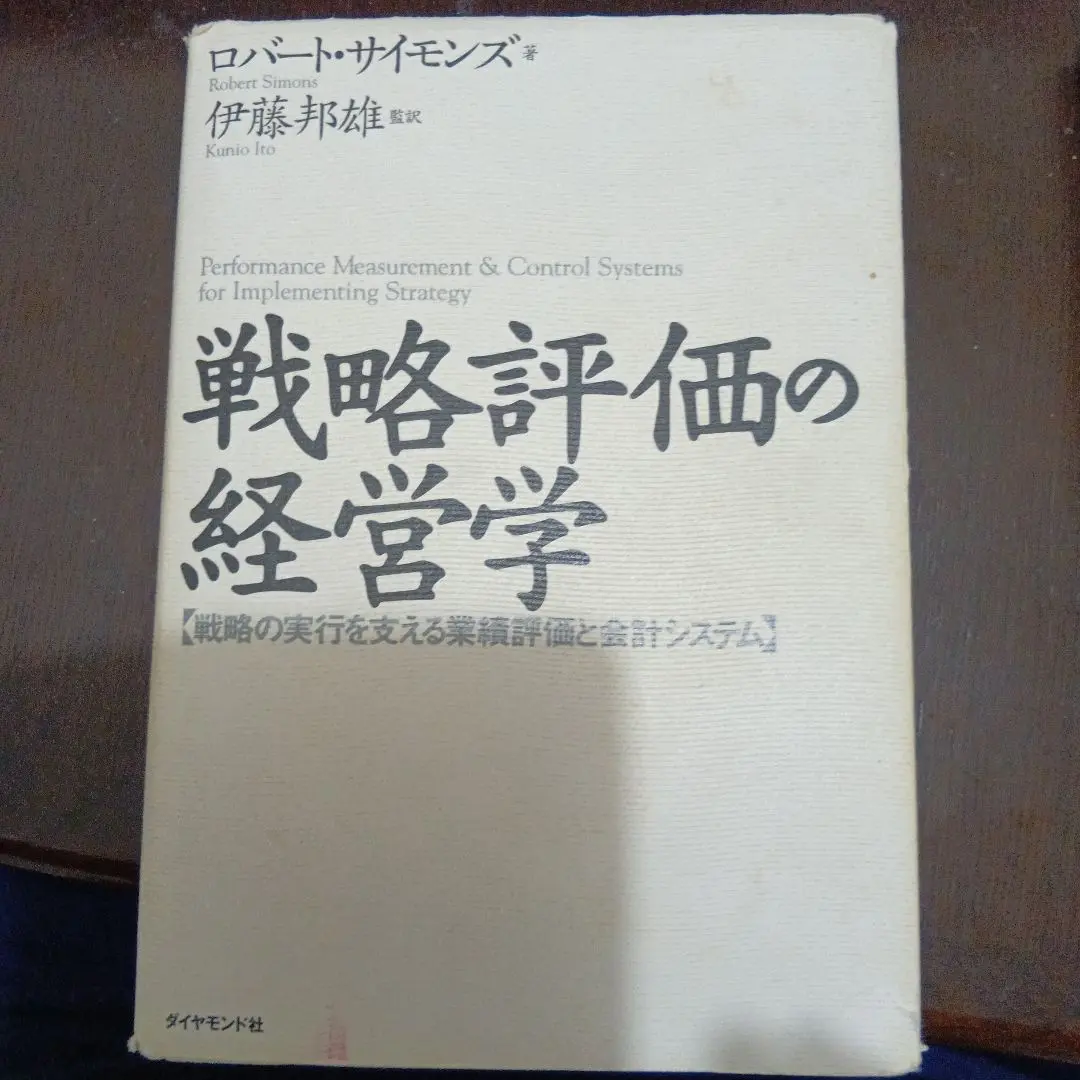 ロバート・サイモンズ 著
Robert Simons
伊藤邦雄 監訳
Kunio Ito
Performance Measurement & Control Systems
for Implementing Strategy
戦略評価の
経営学
【戦略の実行を支える業績評価と会計システム】
ダイヤモンド社